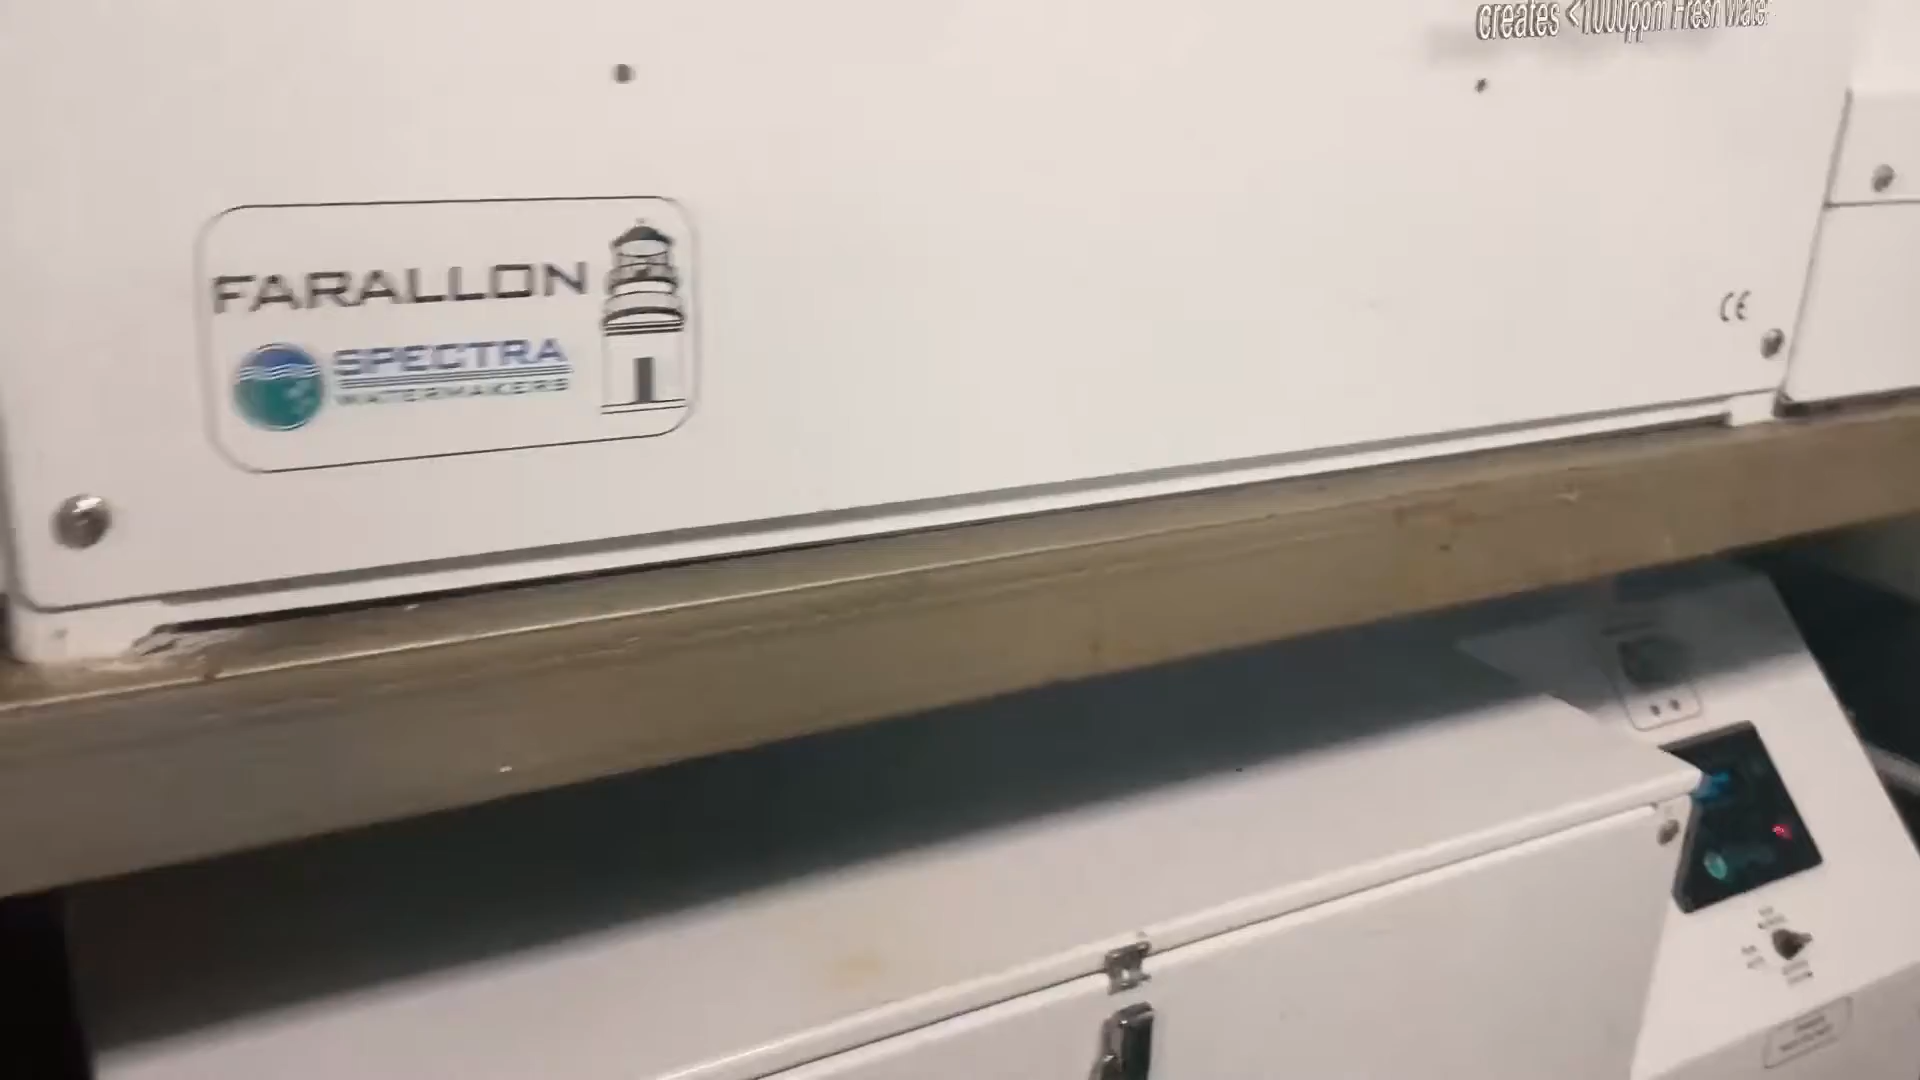 creates <1000ppm Fresh Water
FARALLON
SPECTRA
WATERMAKERS
CE